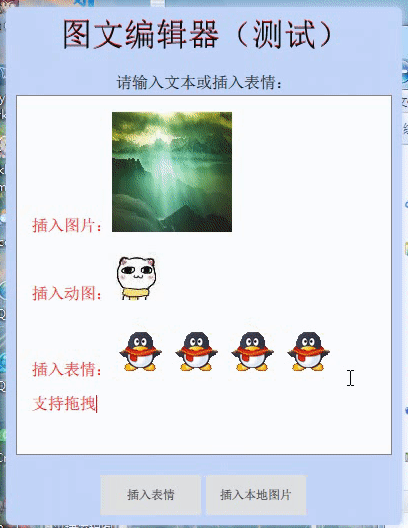 图文编辑器（测试）
请输入文本或插入表情：
插入图片：
插入动图：
插入表情：
支持拖拽
插入表情
插入本地图片